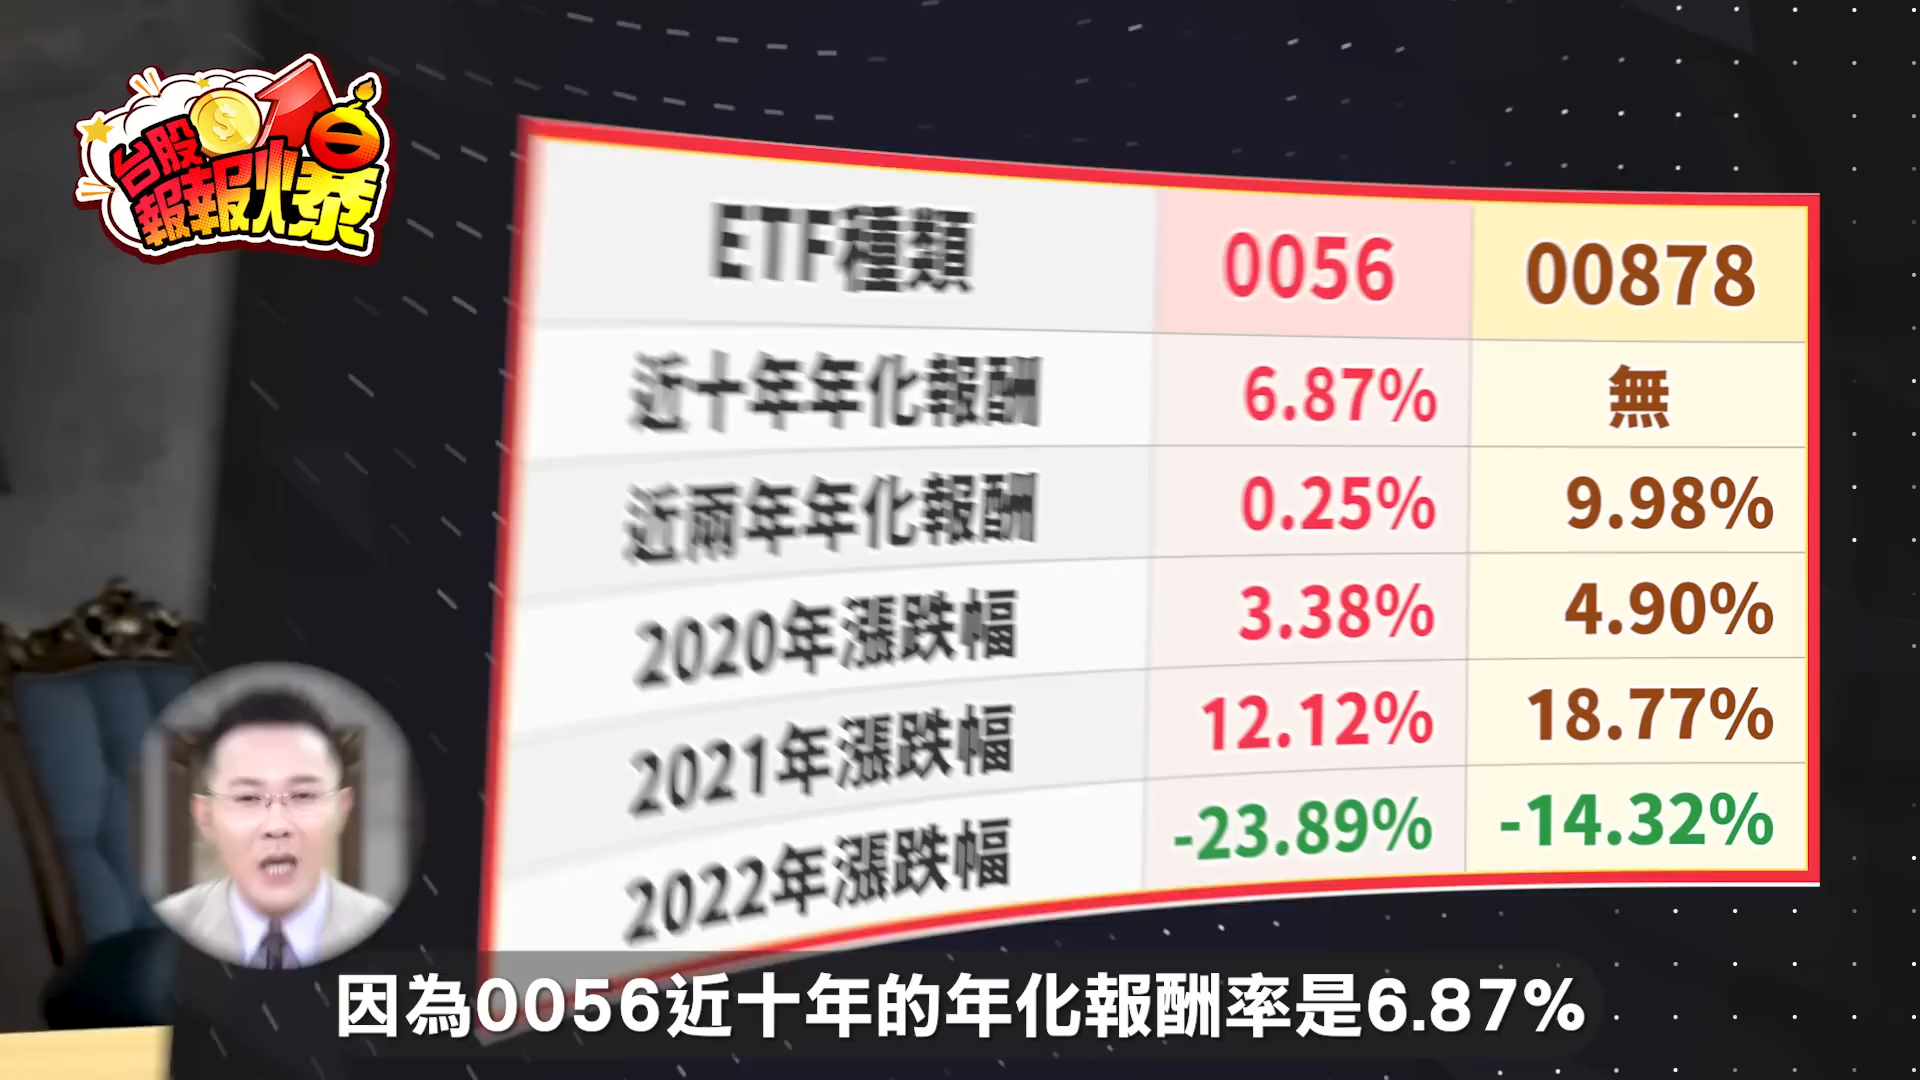 台股
報報火爆
ETF種類 0056 00878
近十年年化報酬 6.87% 無
近兩年年化報酬 0.25% 9.98%
2020年漲跌幅 3.38% 4.90%
2021年漲跌幅 12.12% 18.77%
2022年漲跌幅 -23.89% -14.32%
因為0056近十年的年化報酬率是6.87%